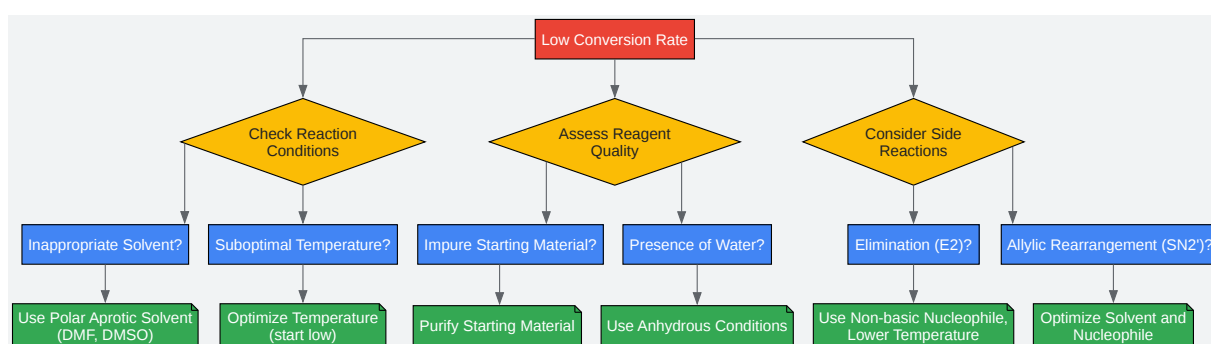 Low Conversion Rate
Check Reaction
Conditions
Assess Reagent
Quality
Consider Side
Reactions
Inappropriate Solvent?
Suboptimal Temperature?
Impure Starting Material?
Presence of Water?
Elimination (E2)?
Allylic Rearrangement (SN2')?
Use Polar Aprotic Solvent
(DMF, DMSO)
Optimize Temperature
(start low)
Purify Starting Material
Use Anhydrous Conditions
Use Non-basic Nucleophile,
Lower Temperature
Optimize Solvent and
Nucleophile